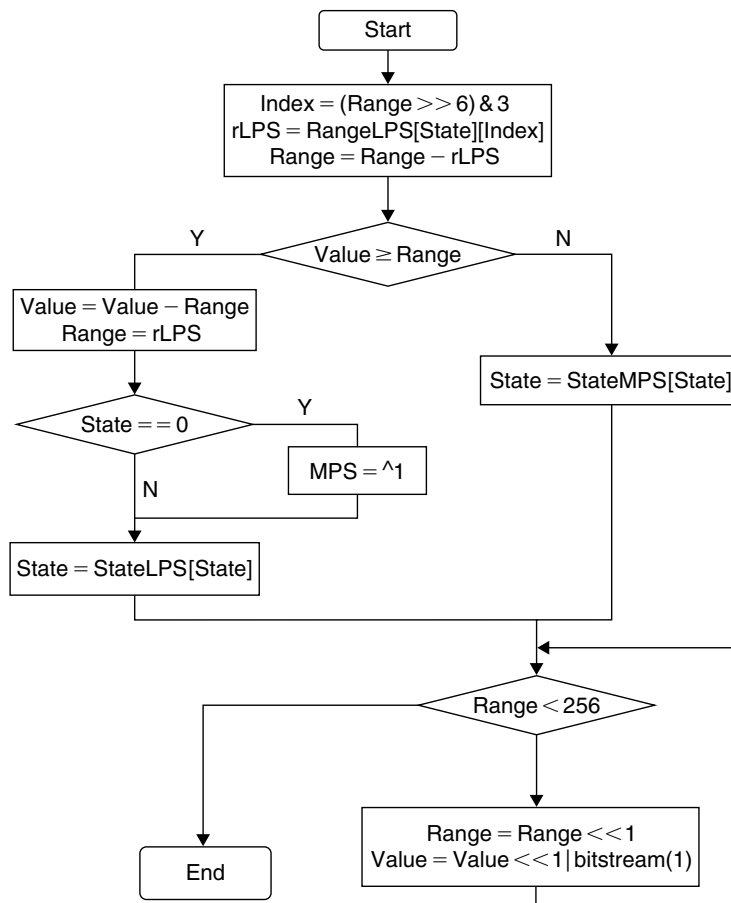 Start
Index = (Range >> 6) & 3
rLPS = RangeLPS[State][Index]
Range = Range − rLPS
Value ≥ Range
Y
N
Value = Value − Range
Range = rLPS
State = StateMPS[State]
State == 0
Y
MPS = ^1
N
State = StateLPS[State]
Range < 256
Range = Range <<1
Value = Value <<1|bitstream(1)
End